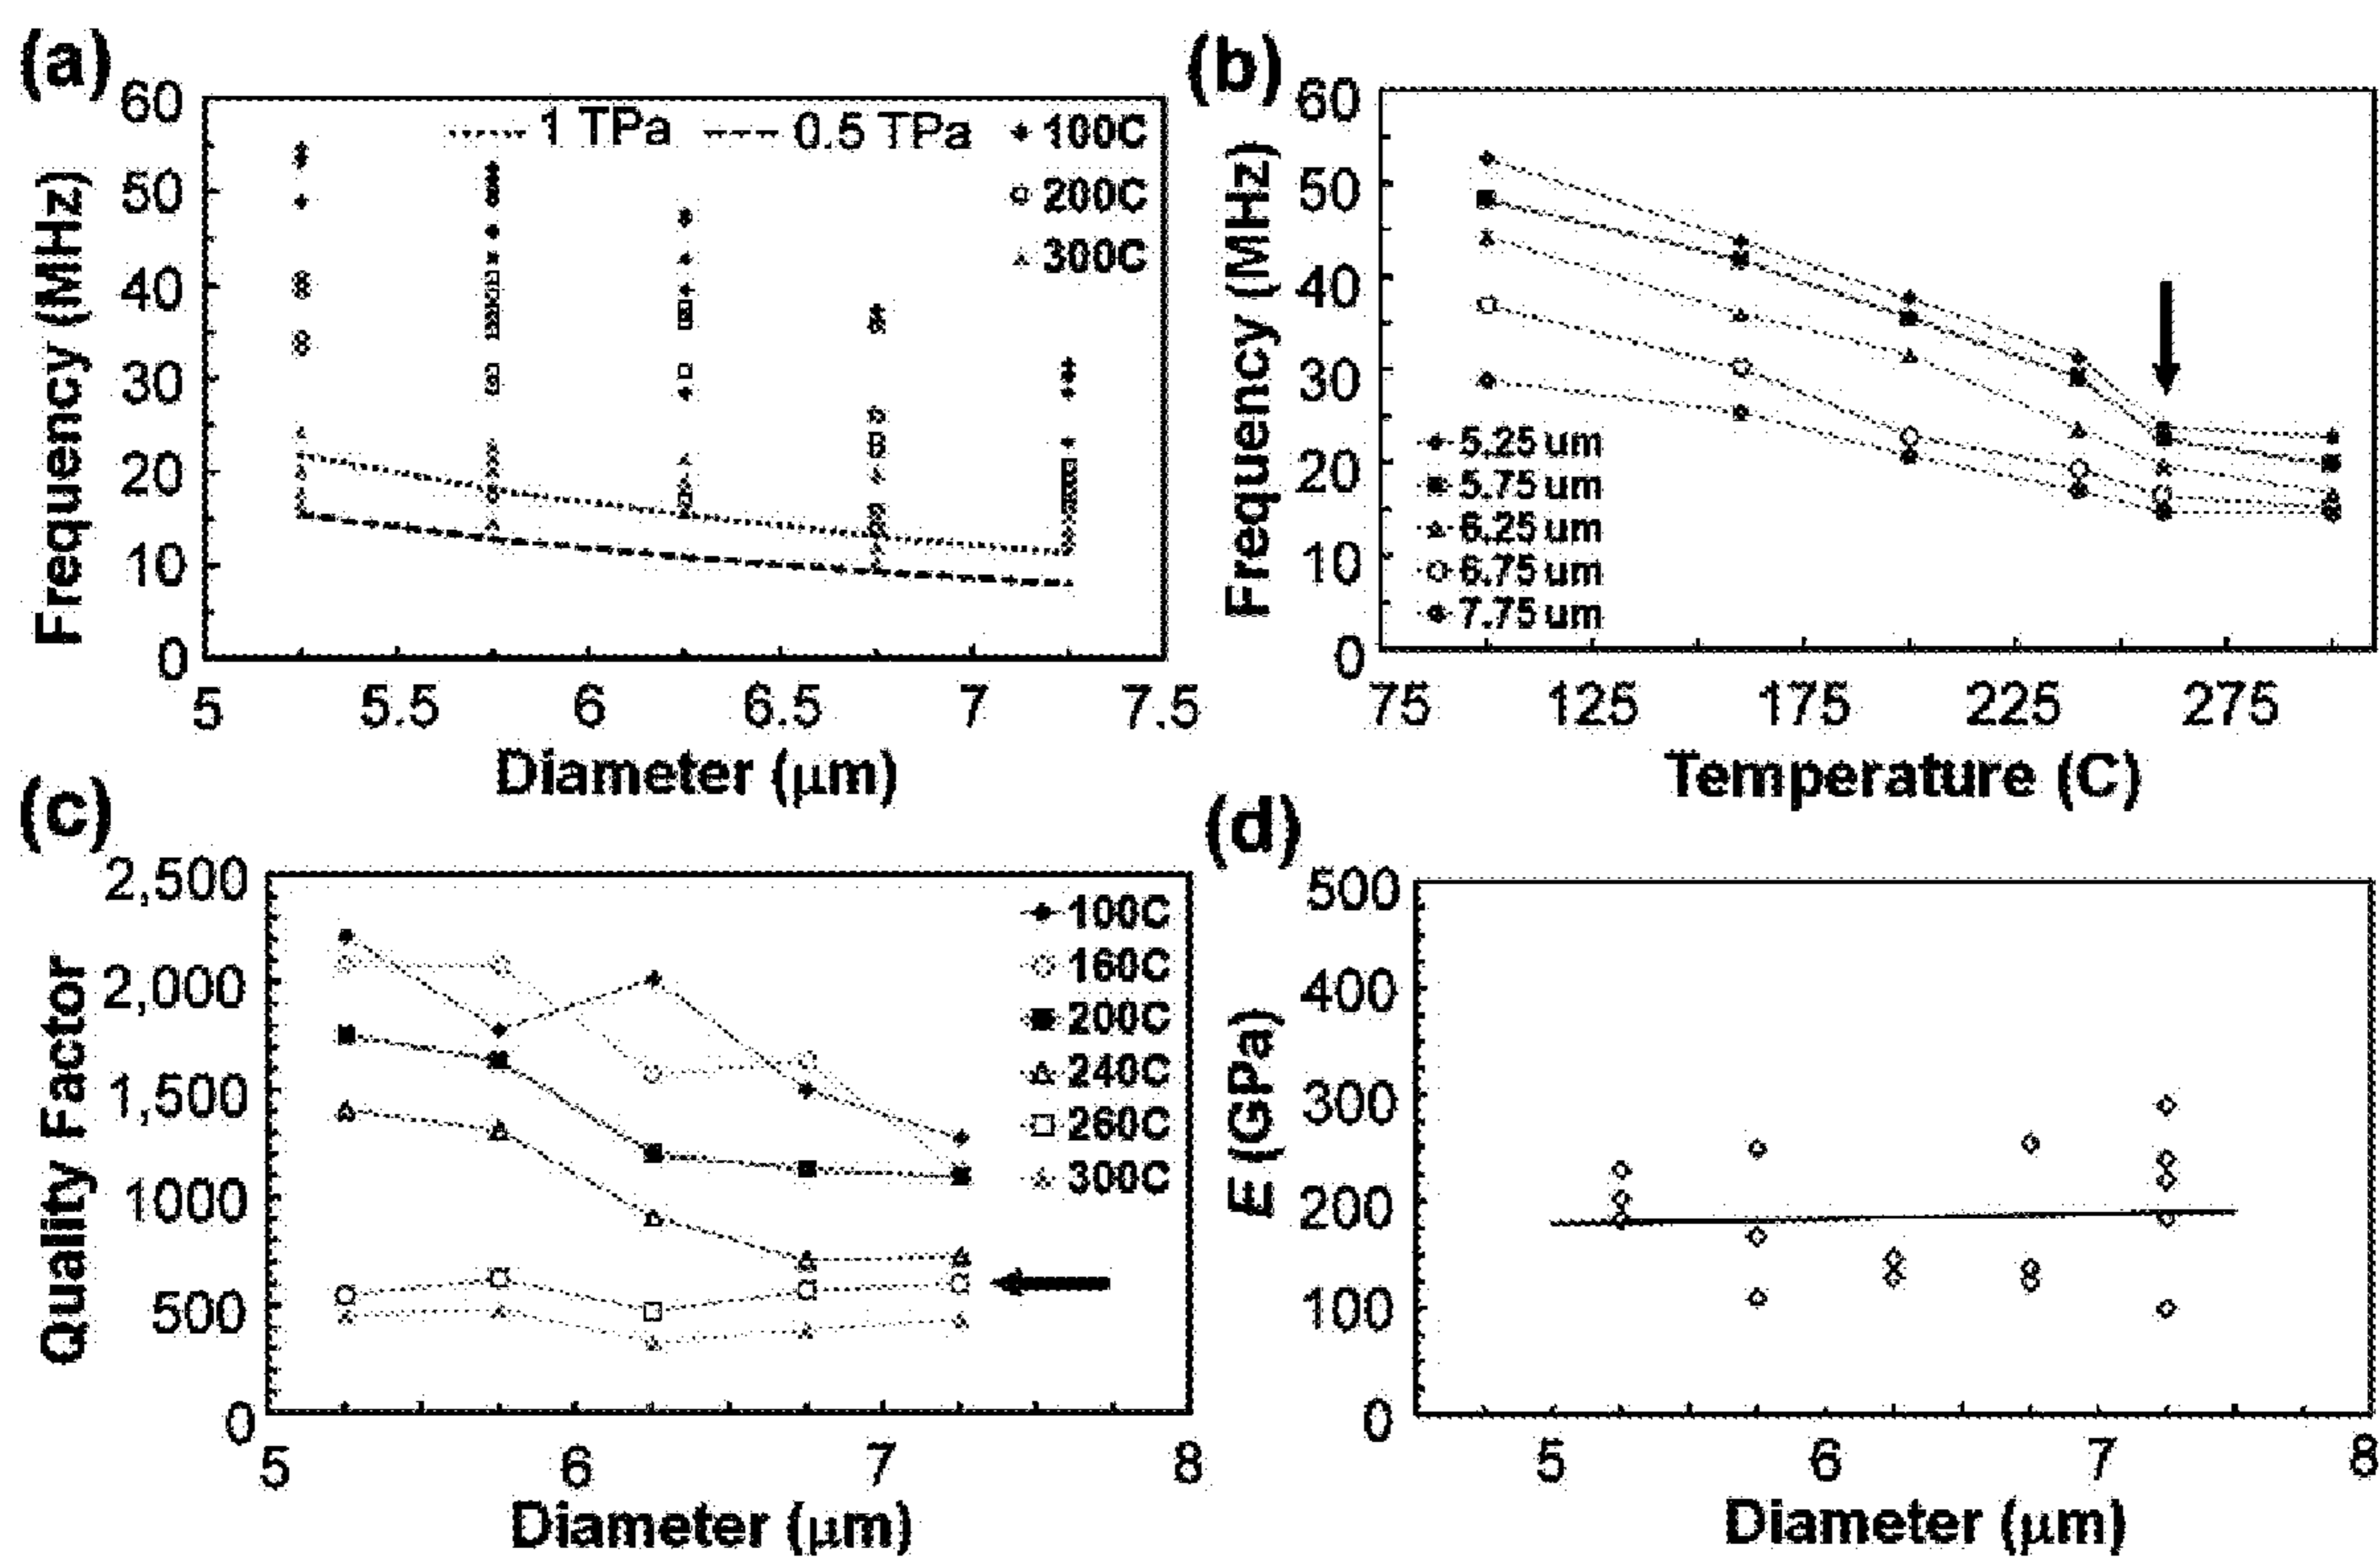 (a)
60
50
40
30
20
10
0
Frequency (MHz)
1 TPa
0.5 TPa
100C
200C
300C
5
5.5
6
6.5
7
7.5
Diameter (μm)
(b)
60
50
40
30
20
10
0
Frequency (MHz)
5.25 um
5.75 um
6.25 um
6.75 um
7.75 um
75
125
175
225
275
Temperature (C)
(c)
2,500
2,000
1,500
1000
500
0
Quality Factor
100C
160C
200C
240C
260C
300C
5
6
7
8
Diameter (μm)
(d)
500
400
300
200
100
0
E (GPa)
5
6
7
8
Diameter (μm)